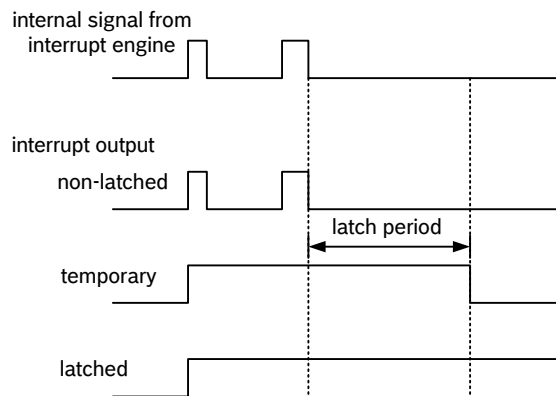 internal signal from
interrupt engine
interrupt output
non-latched
latch period
temporary
latched